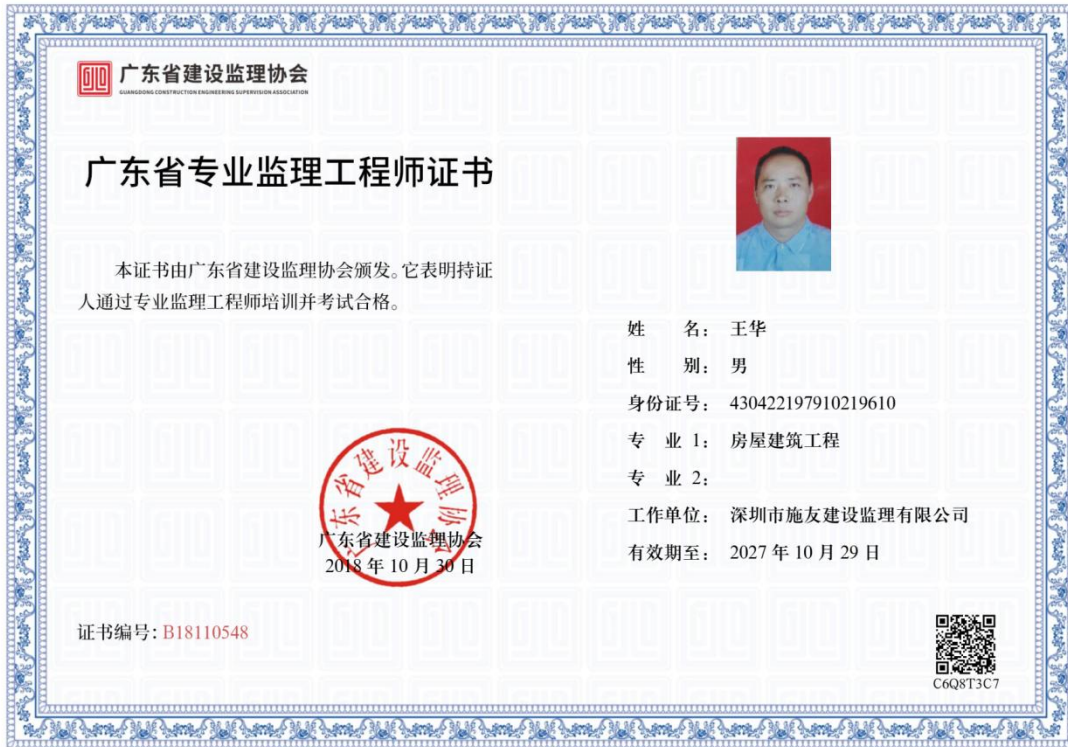 广东省建设监理协会
GUANGDONG CONSTRUCTION ENGINEERING SUPERVISION ASSOCIATION
广东省专业监理工程师证书
本证书由广东省建设监理协会颁发。它表明持证
人通过专业监理工程师培训并考试合格。
姓 名： 王华
性 别： 男
身份证号： 430422197910219610
专 业 1： 房屋建筑工程
专 业 2：
工作单位： 深圳市施友建设监理有限公司
有效期至： 2027 年 10 月 29 日
广东省建设监理协会
广东省建设监理协会
2018 年 10 月 30 日
证书编号：B18110548
C6Q8T3C7